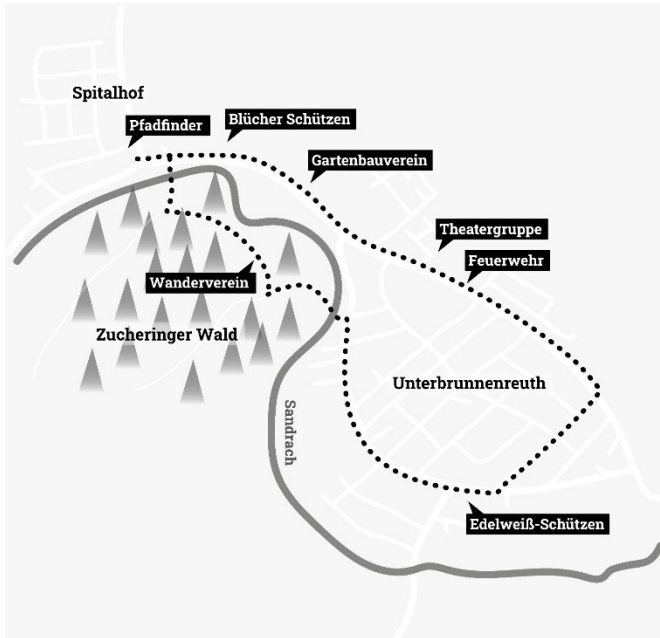 Spitalhof
Pfadfinder
Blücher Schützen
Gartenbauverein
Theatergruppe
Feuerwehr
Wanderverein
Zucheringer Wald
Unterbrunnenreuth
Sandrach
Edelweiß-Schützen